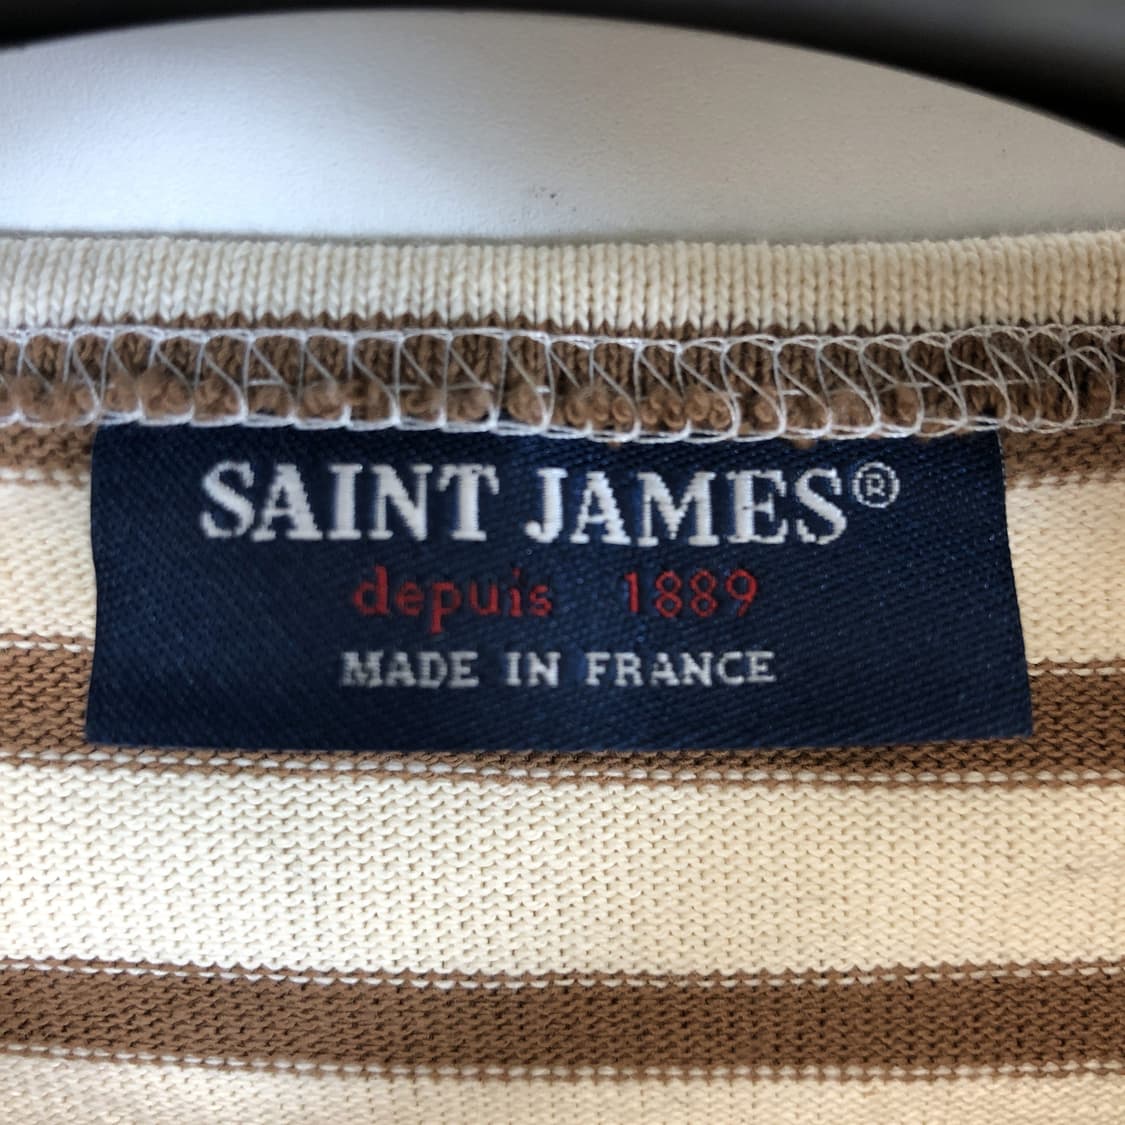 SAINT JAMES®
depuis 1889
MADE IN FRANCE